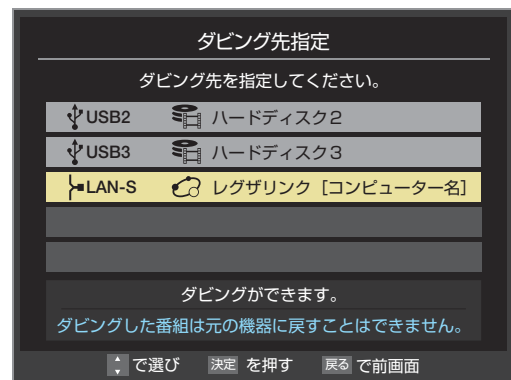 ダビング先指定
ダビング先を指定してください。
USB2 ハードディスク2
USB3 ハードディスク3
LAN-S レグザリンク [コンピューター名]
ダビングができます。
ダビングした番組は元の機器に戻すことはできません。
で選び 決定 を押す 戻る で前画面